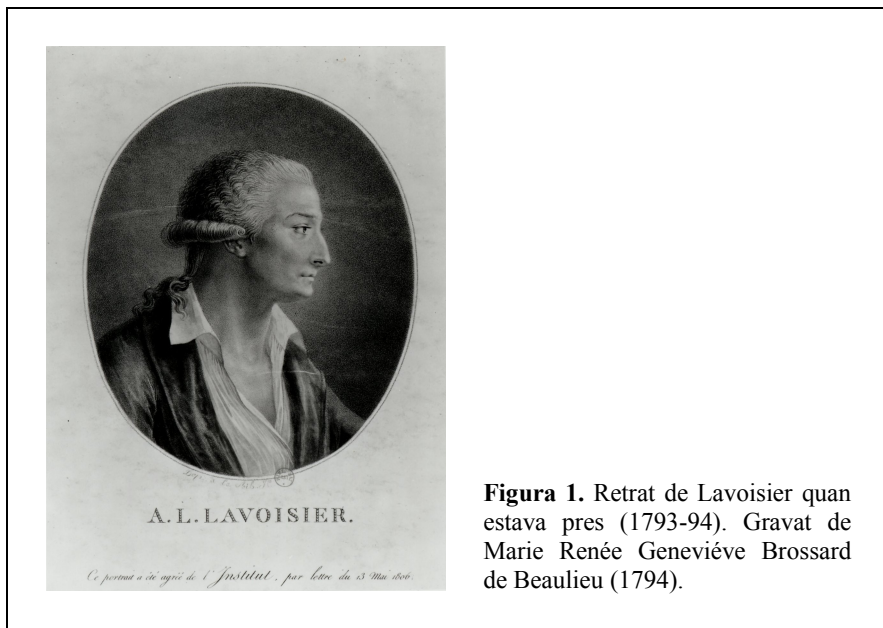 A. L. LAVOISIER.
Ce portrait a été agréé de l'Institut, par lettre du 13 Mai 1806.
Figura 1. Retrat de Lavoisier quan
estava pres (1793-94). Gravat de
Marie Renée Geneviéve Brossard
de Beaulieu (1794).